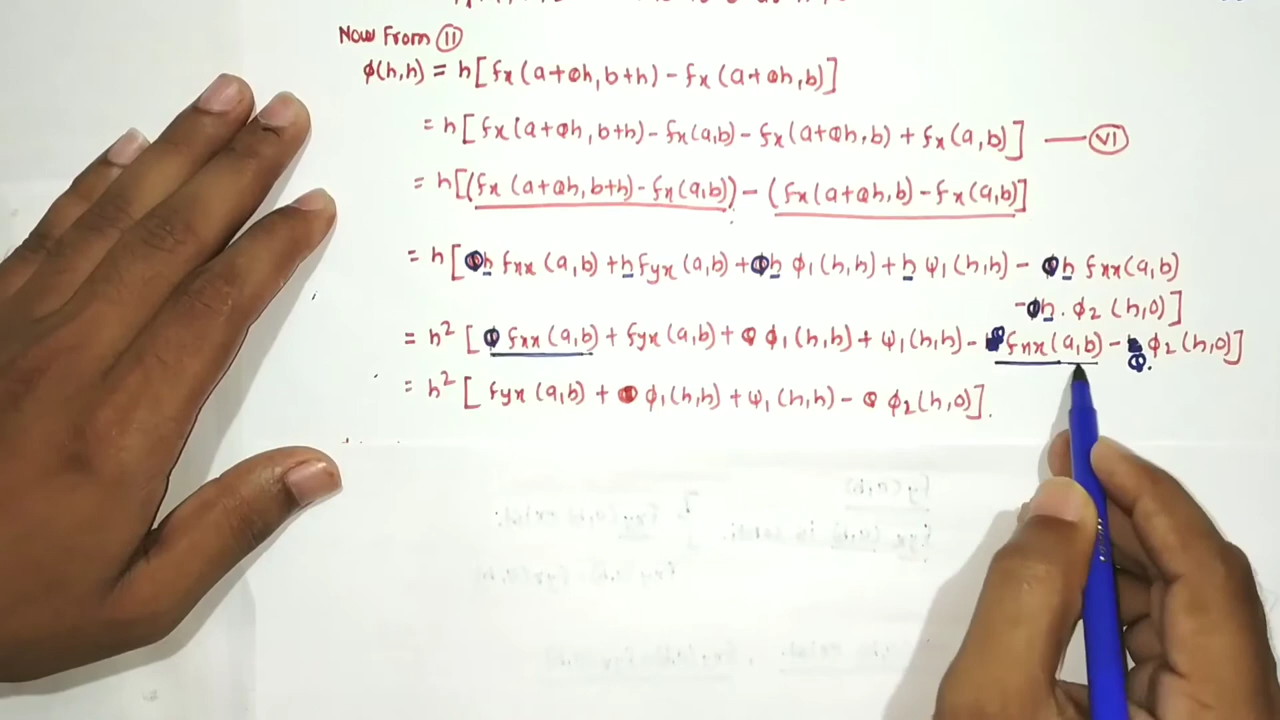 Now From ⑪
ϕ(h,h) = h[fx(a+θh, b+h) - fx(a+θh, b)]
= h[fx(a+θh, b+h) - fx(a,b) - fx(a+θh, b) + fx(a,b)] — Ⓥ︎I
= h[(fx(a+θh, b+h) - fx(a,b)) - (fx(a+θh, b) - fx(a,b)]
= h[θh fxx(a,b) + h fyx(a,b) + θh ϕ₁(h,h) + h ψ₁(h,h) - θh fxx(a,b)
- θh. ϕ₂(h,0)]
= h² [θ fxx(a,b) + fyx(a,b) + θ ϕ₁(h,h) + ψ₁(h,h) - θ fxx(a,b) - θ ϕ₂(h,0)]
= h² [fyx(a,b) + θ ϕ₁(h,h) + ψ₁(h,h) - θ ϕ₂(h,0)].